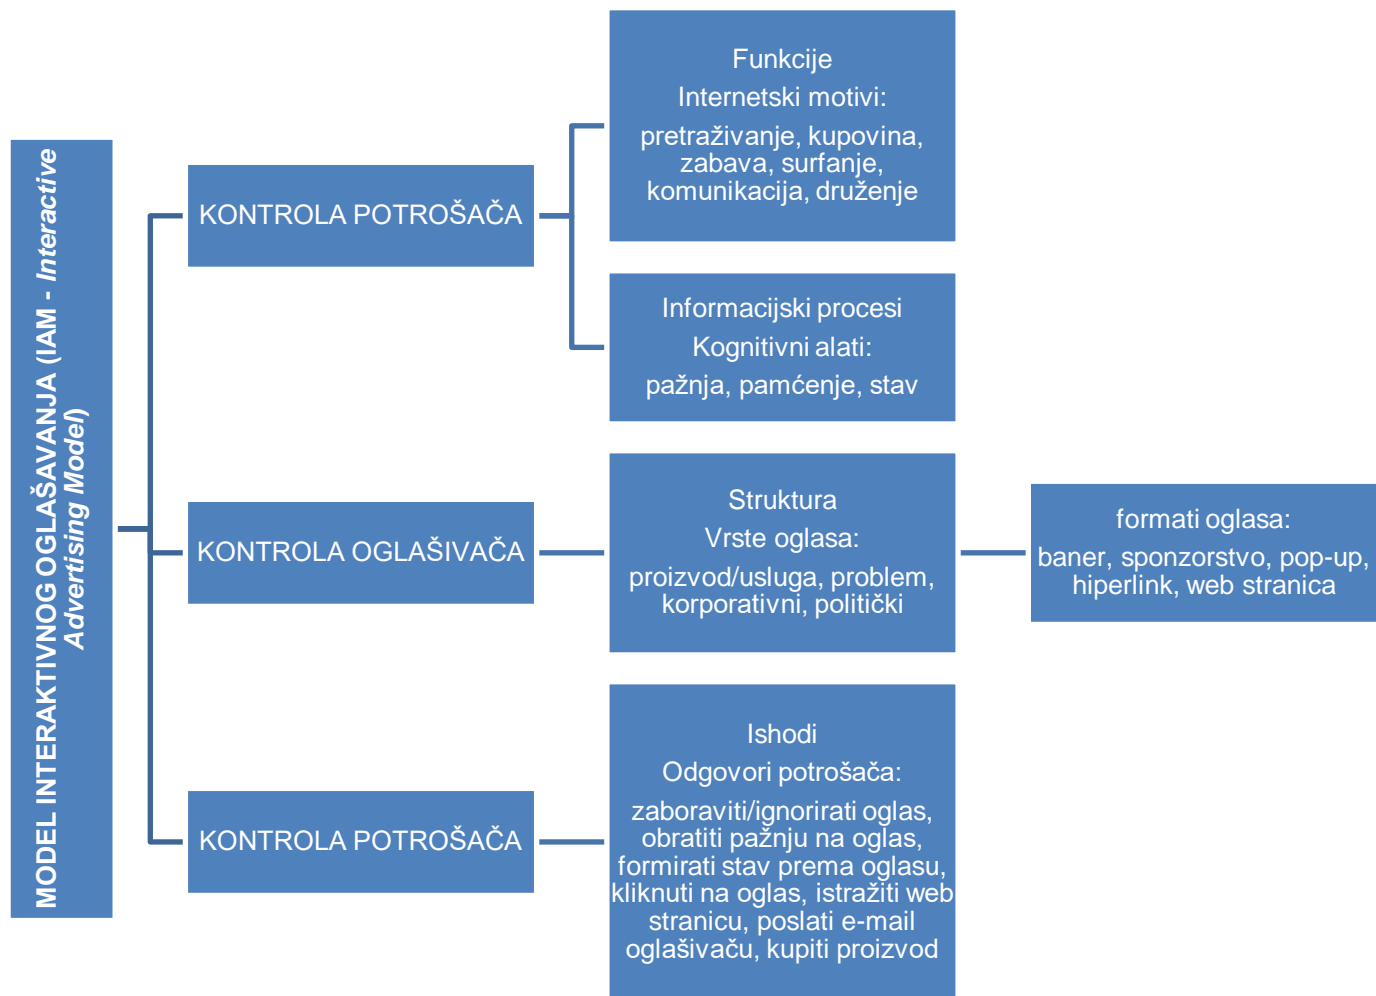 MODEL INTERAKTIVNOG OGLAŠAVANJA (IAM - Interactive
Advertising Model)
KONTROLA POTROŠAČA
Funkcije
Internetski motivi:
pretraživanje, kupovina,
zabava, surfanje,
komunikacija, druženje
Informacijski procesi
Kognitivni alati:
pažnja, pamćenje, stav
KONTROLA OGLAŠIVAČA
Struktura
Vrste oglasa:
proizvod/usluga, problem,
korporativni, politički
formati oglasa:
baner, sponzorstvo, pop-up,
hiperlink, web stranica
KONTROLA POTROŠAČA
Ishodi
Odgovori potrošača:
zaboraviti/ignorirati oglas,
obratiti pažnju na oglas,
formirati stav prema oglasu,
kliknuti na oglas, istražiti web
stranicu, poslati e-mail
oglašivaču, kupiti proizvod